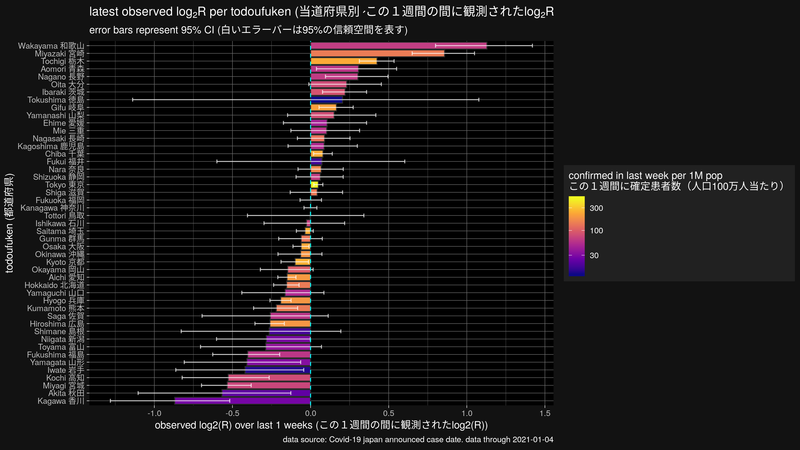 latest observed log2R per todoufuken (当道府県別 この１週間の間に観測されたlog2R
error bars represent 95% CI (白いエラーバーは95%の信頼空間を表す)
todoufuken (都道府県)
Wakayama 和歌山
Miyazaki 宮崎
Tochigi 栃木
Aomori 青森
Nagano 長野
Oita 大分
Ibaraki 茨城
Tokushima 徳島
Gifu 岐阜
Yamanashi 山梨
Ehime 愛媛
Mie 三重
Nagasaki 長崎
Kagoshima 鹿児島
Chiba 千葉
Fukui 福井
Nara 奈良
Shizuoka 静岡
Tokyo 東京
Shiga 滋賀
Fukuoka 福岡
Kanagawa 神奈川
Tottori 鳥取
Ishikawa 石川
Saitama 埼玉
Gunma 群馬
Osaka 大阪
Okinawa 沖縄
Kyoto 京都
Okayama 岡山
Aichi 愛知
Hokkaido 北海道
Yamaguchi 山口
Hyogo 兵庫
Kumamoto 熊本
Saga 佐賀
Hiroshima 広島
Shimane 島根
Niigata 新潟
Toyama 富山
Fukushima 福島
Yamagata 山形
Iwate 岩手
Kochi 高知
Miyagi 宮城
Akita 秋田
Kagawa 香川
-1.0 -0.5 0.0 0.5 1.0 1.5
observed log2(R) over last 1 weeks (この１週間の間に観測されたlog2(R))
data source: Covid-19 japan announced case date. data through 2021-01-04
confirmed in last week per 1M pop
この１週間に確定患者数（人口100万人当たり）
300
100
30